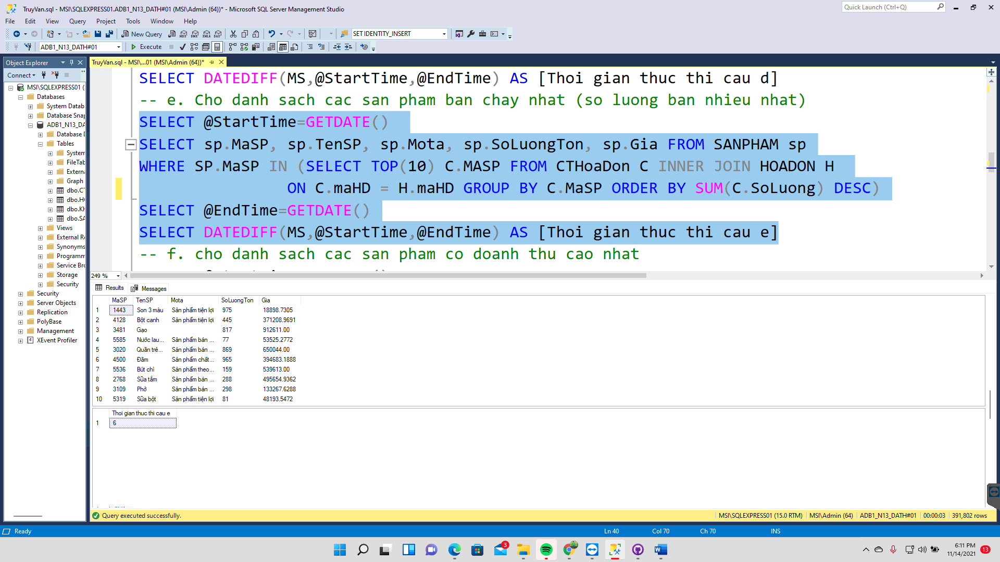 TruyVan.sql - MSI\SQLEXPRESS01.ADB1_N13_DATH#01 (MSI\Admin (64))* - Microsoft SQL Server Management Studio
Quick Launch (Ctrl+Q)
File Edit View Query Project Tools Window Help
New Query
MDX DMX XMLA DAX
SET IDENTITY_INSERT
ADB1_N13_DATH#01
Execute
Object Explorer
TruyVan.sql - MSI\...01 (MSI\Admin (64))*
Connect
MSI\SQLEXPRESS01 (
Databases
System Datab
Database Snap
ADB1_N13_DA
Database D
Tables
System
FileTab
Externa
Graph
dbo.CT
dbo.HO
dbo.KH
dbo.SA
Views
External Re
Synonyms
Programm
Service Bro
Storage
Security
Security
Server Objects
Replication
PolyBase
Management
XEvent Profiler
SELECT DATEDIFF(MS,@StartTime,@EndTime) AS [Thoi gian thuc thi cau d]
-- e. Cho danh sach cac san pham ban chay nhat (so luong ban nhieu nhat)
SELECT @StartTime=GETDATE()
SELECT sp.MaSP, sp.TenSP, sp.Mota, sp.SoLuongTon, sp.Gia FROM SANPHAM sp
WHERE SP.MaSP IN (SELECT TOP(10) C.MASP FROM CTHoaDon C INNER JOIN HOADON H
ON C.maHD = H.maHD GROUP BY C.MaSP ORDER BY SUM(C.SoLuong) DESC)
SELECT @EndTime=GETDATE()
SELECT DATEDIFF(MS,@StartTime,@EndTime) AS [Thoi gian thuc thi cau e]
-- f. cho danh sach cac san pham co doanh thu cao nhat
249 %
Results Messages
MaSP TenSP Mota SoLuongTon Gia
1 1443 Son 3 màu Sản phẩm tiện lợi 975 18898.7305
2 4128 Bột canh Sản phẩm tiện lợi 445 371208.9691
3 3481 Gạo 817 912611.00
4 5585 Nước lau... Sản phẩm bán ... 77 53525.2772
5 3020 Quần trẻ... Sản phẩm bán ... 869 650044.00
6 4500 Đầm Sản phẩm chất... 965 394683.1888
7 5536 Bút chì Sản phẩm theo... 159 539613.00
8 2768 Sữa tắm Sản phẩm bán ... 288 495654.9362
9 3109 Phở Sản phẩm bán ... 298 133267.6288
10 5319 Sữa bột Sản phẩm tiện lợi 81 48193.5472
Thoi gian thuc thi cau e
1 6
Query executed successfully.
MSI\SQLEXPRESS01 (15.0 RTM) MSI\Admin (64) ADB1_N13_DATH#01 00:00:03 391,802 rows
Ready
Ln 40 Col 70 Ch 70 INS
3
6:11 PM
11/14/2021
13